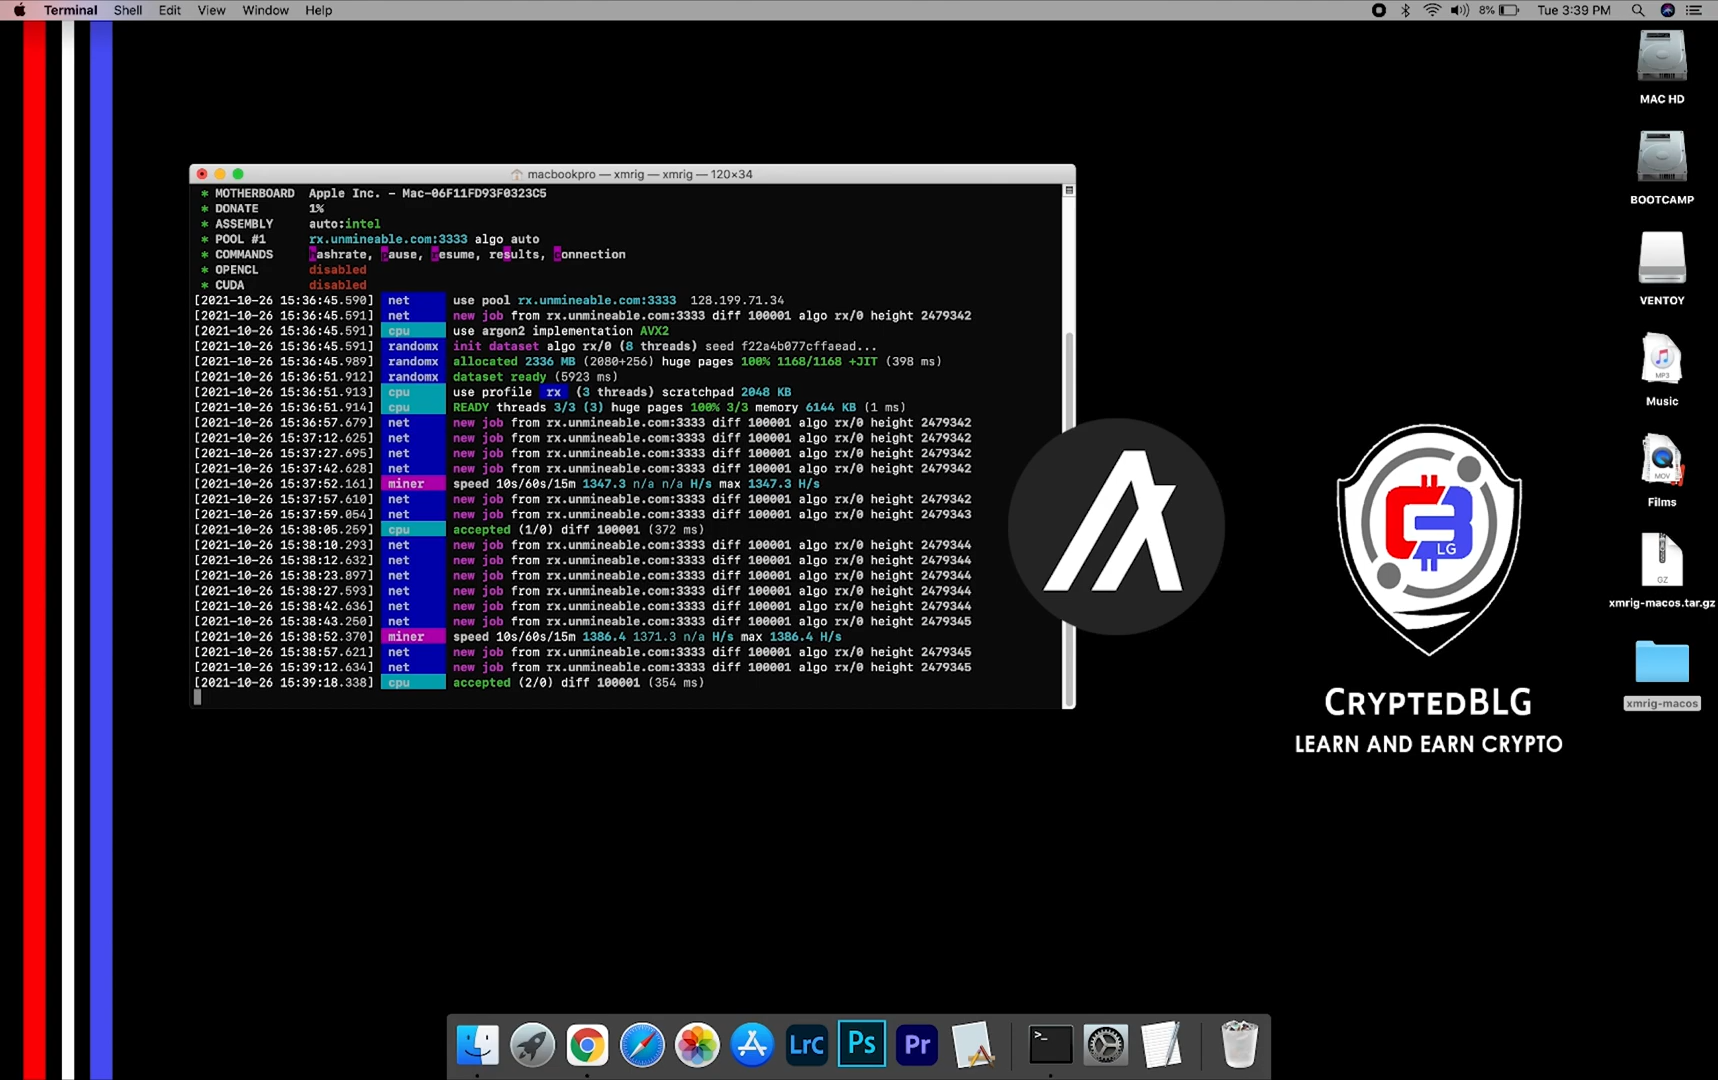 Terminal Shell Edit View Window Help 8% Tue 3:39 PM
MAC HD
BOOTCAMP
VENTOY
MP3
Music
MOV
Films
GZ
xmrig-macos.tar.gz
xmrig-macos
macbookpro — xmrig — xmrig — 120×34
* MOTHERBOARD Apple Inc. - Mac-06F11FD93F0323C5
* DONATE 1%
* ASSEMBLY auto:intel
* POOL #1 rx.unmineable.com:3333 algo auto
* COMMANDS hashrate, pause, resume, results, connection
* OPENCL disabled
* CUDA disabled
[2021-10-26 15:36:45.590] net use pool rx.unmineable.com:3333 128.199.71.34
[2021-10-26 15:36:45.591] net new job from rx.unmineable.com:3333 diff 100001 algo rx/0 height 2479342
[2021-10-26 15:36:45.591] cpu use argon2 implementation AVX2
[2021-10-26 15:36:45.591] randomx init dataset algo rx/0 (8 threads) seed f22a4b077cffaead...
[2021-10-26 15:36:45.989] randomx allocated 2336 MB (2080+256) huge pages 100% 1168/1168 +JIT (398 ms)
[2021-10-26 15:36:51.912] randomx dataset ready (5923 ms)
[2021-10-26 15:36:51.913] cpu use profile rx (3 threads) scratchpad 2048 KB
[2021-10-26 15:36:51.914] cpu READY threads 3/3 (3) huge pages 100% 3/3 memory 6144 KB (1 ms)
[2021-10-26 15:36:57.679] net new job from rx.unmineable.com:3333 diff 100001 algo rx/0 height 2479342
[2021-10-26 15:37:12.625] net new job from rx.unmineable.com:3333 diff 100001 algo rx/0 height 2479342
[2021-10-26 15:37:27.695] net new job from rx.unmineable.com:3333 diff 100001 algo rx/0 height 2479342
[2021-10-26 15:37:42.628] net new job from rx.unmineable.com:3333 diff 100001 algo rx/0 height 2479342
[2021-10-26 15:37:52.161] miner speed 10s/60s/15m 1347.3 n/a n/a H/s max 1347.3 H/s
[2021-10-26 15:37:57.610] net new job from rx.unmineable.com:3333 diff 100001 algo rx/0 height 2479342
[2021-10-26 15:37:59.054] net new job from rx.unmineable.com:3333 diff 100001 algo rx/0 height 2479343
[2021-10-26 15:38:05.259] cpu accepted (1/0) diff 100001 (372 ms)
[2021-10-26 15:38:10.293] net new job from rx.unmineable.com:3333 diff 100001 algo rx/0 height 2479344
[2021-10-26 15:38:12.632] net new job from rx.unmineable.com:3333 diff 100001 algo rx/0 height 2479344
[2021-10-26 15:38:23.897] net new job from rx.unmineable.com:3333 diff 100001 algo rx/0 height 2479344
[2021-10-26 15:38:27.593] net new job from rx.unmineable.com:3333 diff 100001 algo rx/0 height 2479344
[2021-10-26 15:38:42.636] net new job from rx.unmineable.com:3333 diff 100001 algo rx/0 height 2479344
[2021-10-26 15:38:43.250] net new job from rx.unmineable.com:3333 diff 100001 algo rx/0 height 2479345
[2021-10-26 15:38:52.370] miner speed 10s/60s/15m 1386.4 1371.3 n/a H/s max 1386.4 H/s
[2021-10-26 15:38:57.621] net new job from rx.unmineable.com:3333 diff 100001 algo rx/0 height 2479345
[2021-10-26 15:39:12.634] net new job from rx.unmineable.com:3333 diff 100001 algo rx/0 height 2479345
[2021-10-26 15:39:18.338] cpu accepted (2/0) diff 100001 (354 ms)
CB
LG
CRYPTEDBLG
LEARN AND EARN CRYPTO
LrC Ps Pr >_